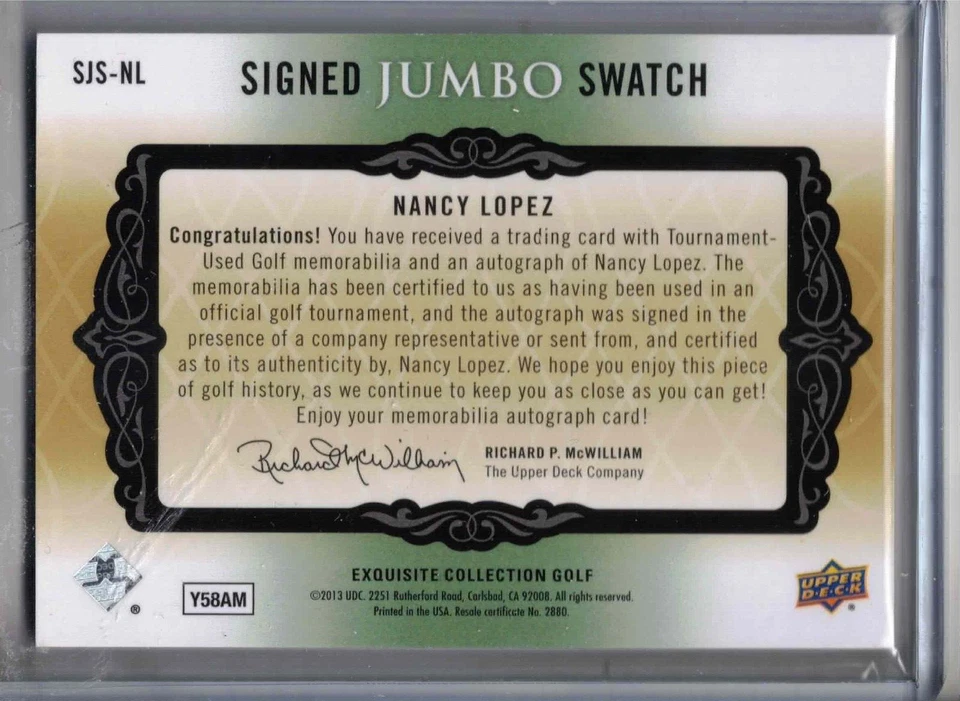 SJS-NL
SIGNED JUMBO SWATCH
NANCY LOPEZ
Congratulations! You have received a trading card with Tournament-
Used Golf memorabilia and an autograph of Nancy Lopez. The
memorabilia has been certified to us as having been used in an
official golf tournament, and the autograph was signed in the
presence of a company representative or sent from, and certified
as to its authenticity by, Nancy Lopez. We hope you enjoy this piece
of golf history, as we continue to keep you as close as you can get!
Enjoy your memorabilia autograph card!
Richard McWilliam
RICHARD P. McWILLIAM
The Upper Deck Company
EXQUISITE COLLECTION GOLF
©2013 UDC. 2251 Rutherford Road, Carlsbad, CA 92008. All rights reserved.
Printed in the USA. Resale certificate No. 2880.
®
Y58AM
UPPER
D•E•C•K
®